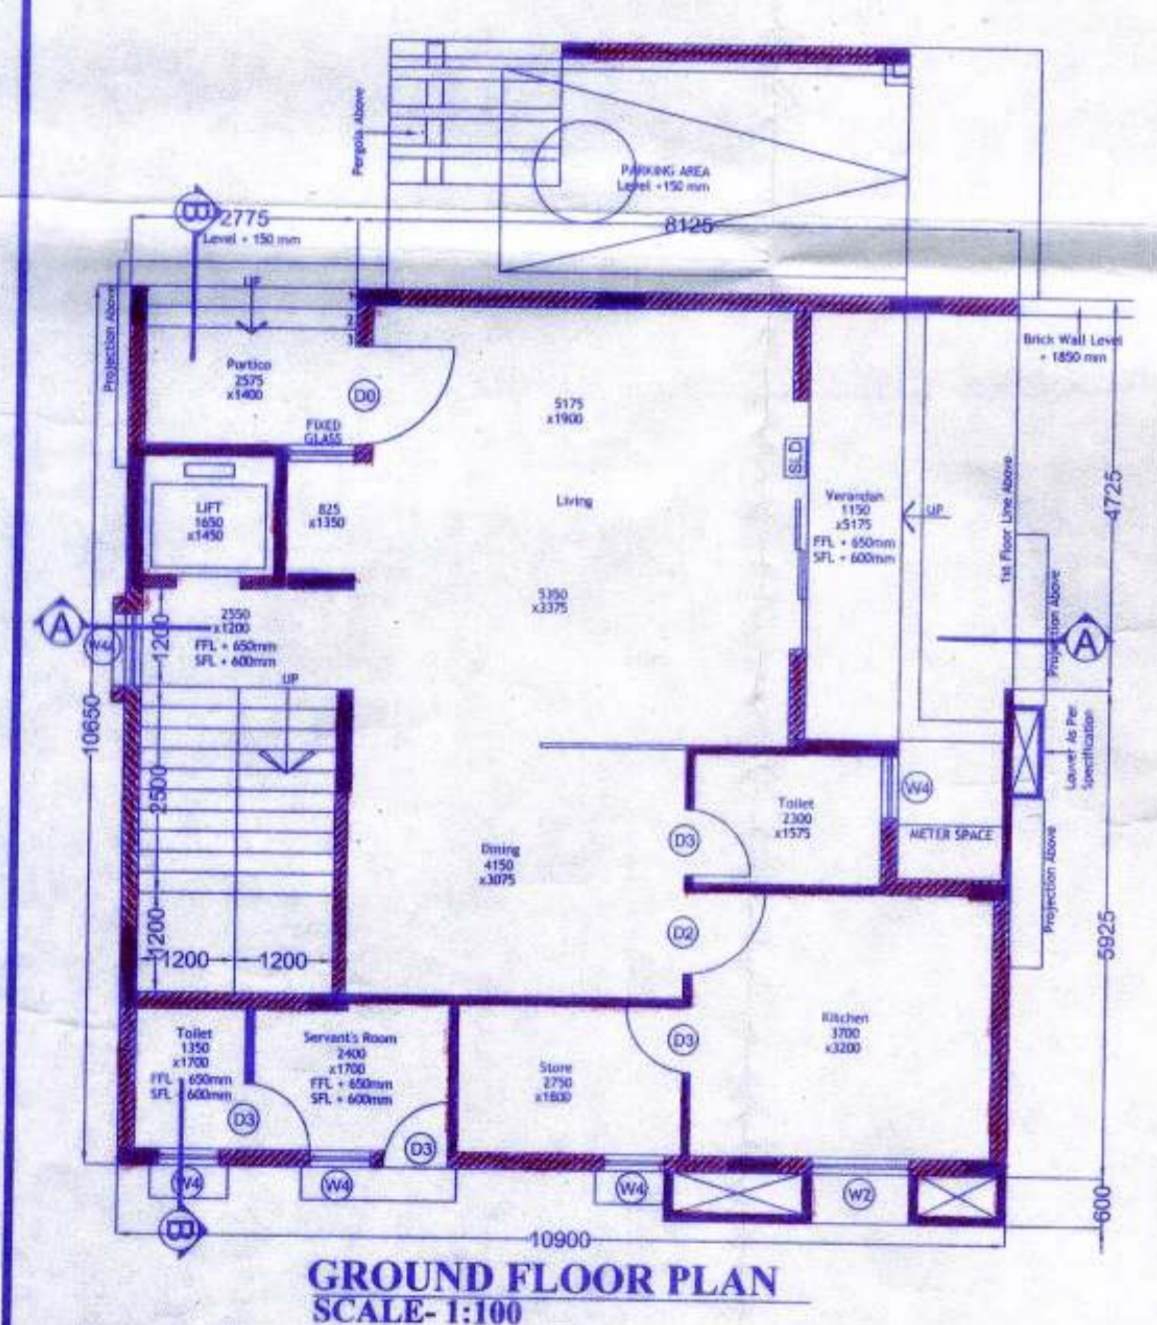 Pergola Above
PARKING AREA
Level +150 mm
B
2775
Level + 150 mm
8125
UP
1
2
3
Projection Above
Portico
2575
x1400
D0
FIXED
GLASS
5175
x1900
Brick Wall Level
+ 1850 mm
LIFT
1650
x1450
825
x1350
Living
SLD
Verandah
1150
x5175
FFL + 650mm
SFL + 600mm
UP
1st Floor Line Above
4725
5350
x3375
A
W4
2550
x1200
FFL + 650mm
SFL + 600mm
1200
UP
Projection Above
A
10650
2500
1200
1200
1200
Louver As Per
Specification
Toilet
2300
x1575
W4
METER SPACE
D3
Dining
4150
x3075
D2
Projection Above
5925
Toilet
1350
x1700
FFL + 650mm
SFL + 600mm
D3
Servant's Room
2400
x1700
FFL + 650mm
SFL + 600mm
D3
Store
2750
x1800
D3
Kitchen
3700
x3200
W4
W4
W4
W2
600
B
10900
GROUND FLOOR PLAN
SCALE- 1:100